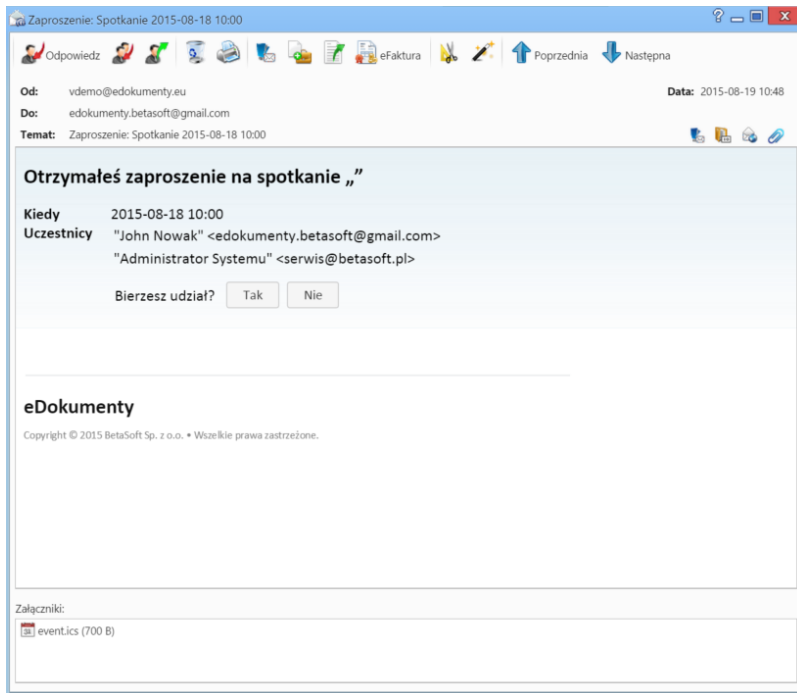 Zaproszenie: Spotkanie 2015-08-18 10:00
Odpowiedz eFaktura Poprzednia Następna
Od: vdemo@edokumenty.eu Data: 2015-08-19 10:48
Do: edokumenty.betasoft@gmail.com
Temat: Zaproszenie: Spotkanie 2015-08-18 10:00
Otrzymałeś zaproszenie na spotkanie „”
Kiedy 2015-08-18 10:00
Uczestnicy "John Nowak" <edokumenty.betasoft@gmail.com>
"Administrator Systemu" <serwis@betasoft.pl>
Bierzesz udział? Tak Nie
eDokumenty
Copyright © 2015 BetaSoft Sp. z o.o. • Wszelkie prawa zastrzeżone.
Załączniki:
event.ics (700 B)